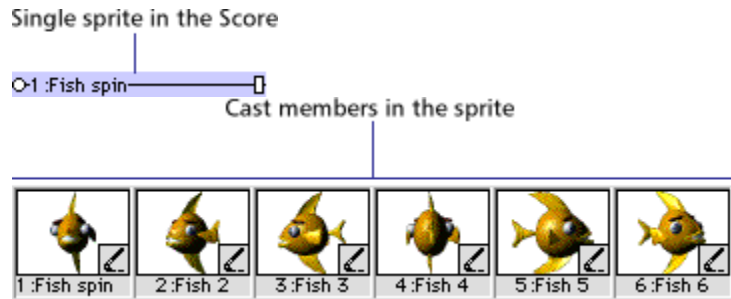 Single sprite in the Score
1 :Fish spin
Cast members in the sprite
1 :Fish spin
2 :Fish 2
3 :Fish 3
4 :Fish 4
5 :Fish 5
6 :Fish 6